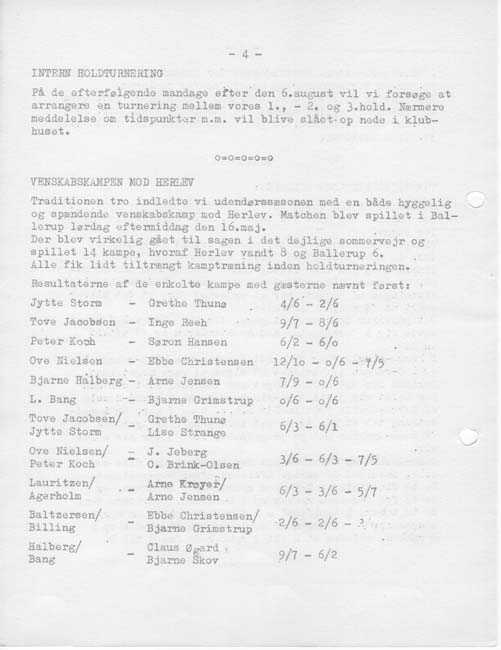 - 4 -
INTERN HOLDTURNERING
På de efterfølgende mandage efter den 6.august vil vi forsøge at
arrangere en turnering mellem vores 1., - 2. og 3.hold. Nærmere
meddelelse om tidspunkter m.m. vil blive slået op nede i klub-
huset.
o=o=o=o=o
VENSKABSKAMPEN MOD HERLEV
Traditionen tro indledte vi udendørssæsonen med en både hyggelig
og spændende venskabskamp mod Herlev. Matchen blev spillet i Bal-
lerup lørdag eftermiddag den 16.maj.
Der blev virkelig gået til sagen i det dejlige sommervejr og
spillet 14 kampe, hvoraf Herlev vandt 8 og Ballerup 6.
Alle fik lidt tiltrængt kamptræning inden holdturneringen.
Resultaterne af de enkelte kampe med gæsterne nævnt først:
Jytte Storm - Grethe Thunø 4/6 - 2/6
Tove Jacobsen - Inge Reeh 9/7 - 8/6
Peter Koch - Søren Hansen 6/2 - 6/o
Ove Nielsen - Ebbe Christensen 12/1o - o/6 - 7/5
Bjarne Halberg - Arne Jensen 7/9 - o/6
L. Bang - Bjarne Grimstrup o/6 - o/6
Tove Jacobsen/ Grethe Thunø
Jytte Storm - Lise Strange 6/3 - 6/1
Ove Nielsen/ J. Jeberg
Peter Koch - O. Brink-Olsen 3/6 - 6/3 - 7/5
Lauritzen/ Arne Krøyer/
Agerholm - Arne Jensen 6/3 - 3/6 - 5/7
Baltzersen/ Ebbe Christensen/
Billing - Bjarne Grimstrup 2/6 - 2/6 -
Halberg/ Claus Øgard
Bang - Bjarne Skov 9/7 - 6/2